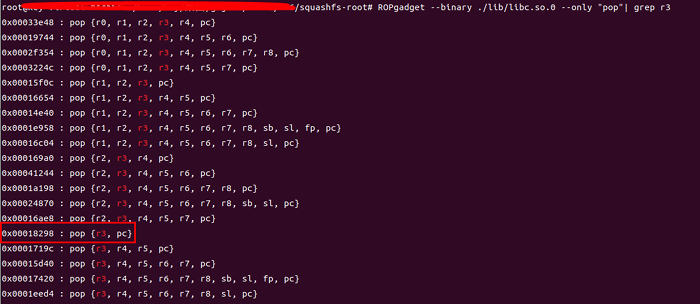 root@ /squashfs-root# ROPgadget --binary ./lib/libc.so.0 --only "pop"| grep r3
0x00033e48 : pop {r0, r1, r2, r3, r4, pc}
0x00019744 : pop {r0, r1, r2, r3, r4, r5, r6, pc}
0x0002f354 : pop {r0, r1, r2, r3, r4, r5, r6, r7, r8, pc}
0x0003224c : pop {r0, r1, r2, r3, r4, r5, r7, pc}
0x00015f0c : pop {r1, r2, r3, pc}
0x00016654 : pop {r1, r2, r3, r4, r5, pc}
0x00014e40 : pop {r1, r2, r3, r4, r5, r6, r7, pc}
0x0001e958 : pop {r1, r2, r3, r4, r5, r6, r7, r8, sb, sl, fp, pc}
0x00016c04 : pop {r1, r2, r3, r4, r5, r6, r7, r8, sl, pc}
0x000169a0 : pop {r2, r3, r4, pc}
0x00041244 : pop {r2, r3, r4, r5, r6, pc}
0x0001a198 : pop {r2, r3, r4, r5, r6, r7, r8, pc}
0x00024870 : pop {r2, r3, r4, r5, r6, r7, r8, sb, sl, pc}
0x00016ae8 : pop {r2, r3, r4, r5, r7, pc}
0x00018298 : pop {r3, pc}
0x0001719c : pop {r3, r4, r5, pc}
0x00015d40 : pop {r3, r4, r5, r6, r7, pc}
0x00017420 : pop {r3, r4, r5, r6, r7, r8, sb, sl, fp, pc}
0x0001eed4 : pop {r3, r4, r5, r6, r7, r8, sl, pc}